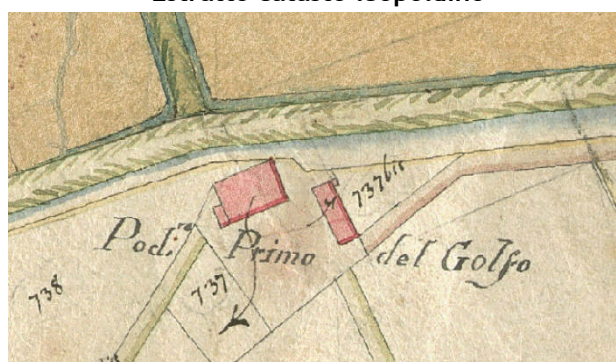 Estratto Catasto leopoldino
737bis
Pod.re Primo del Golfo
737
738